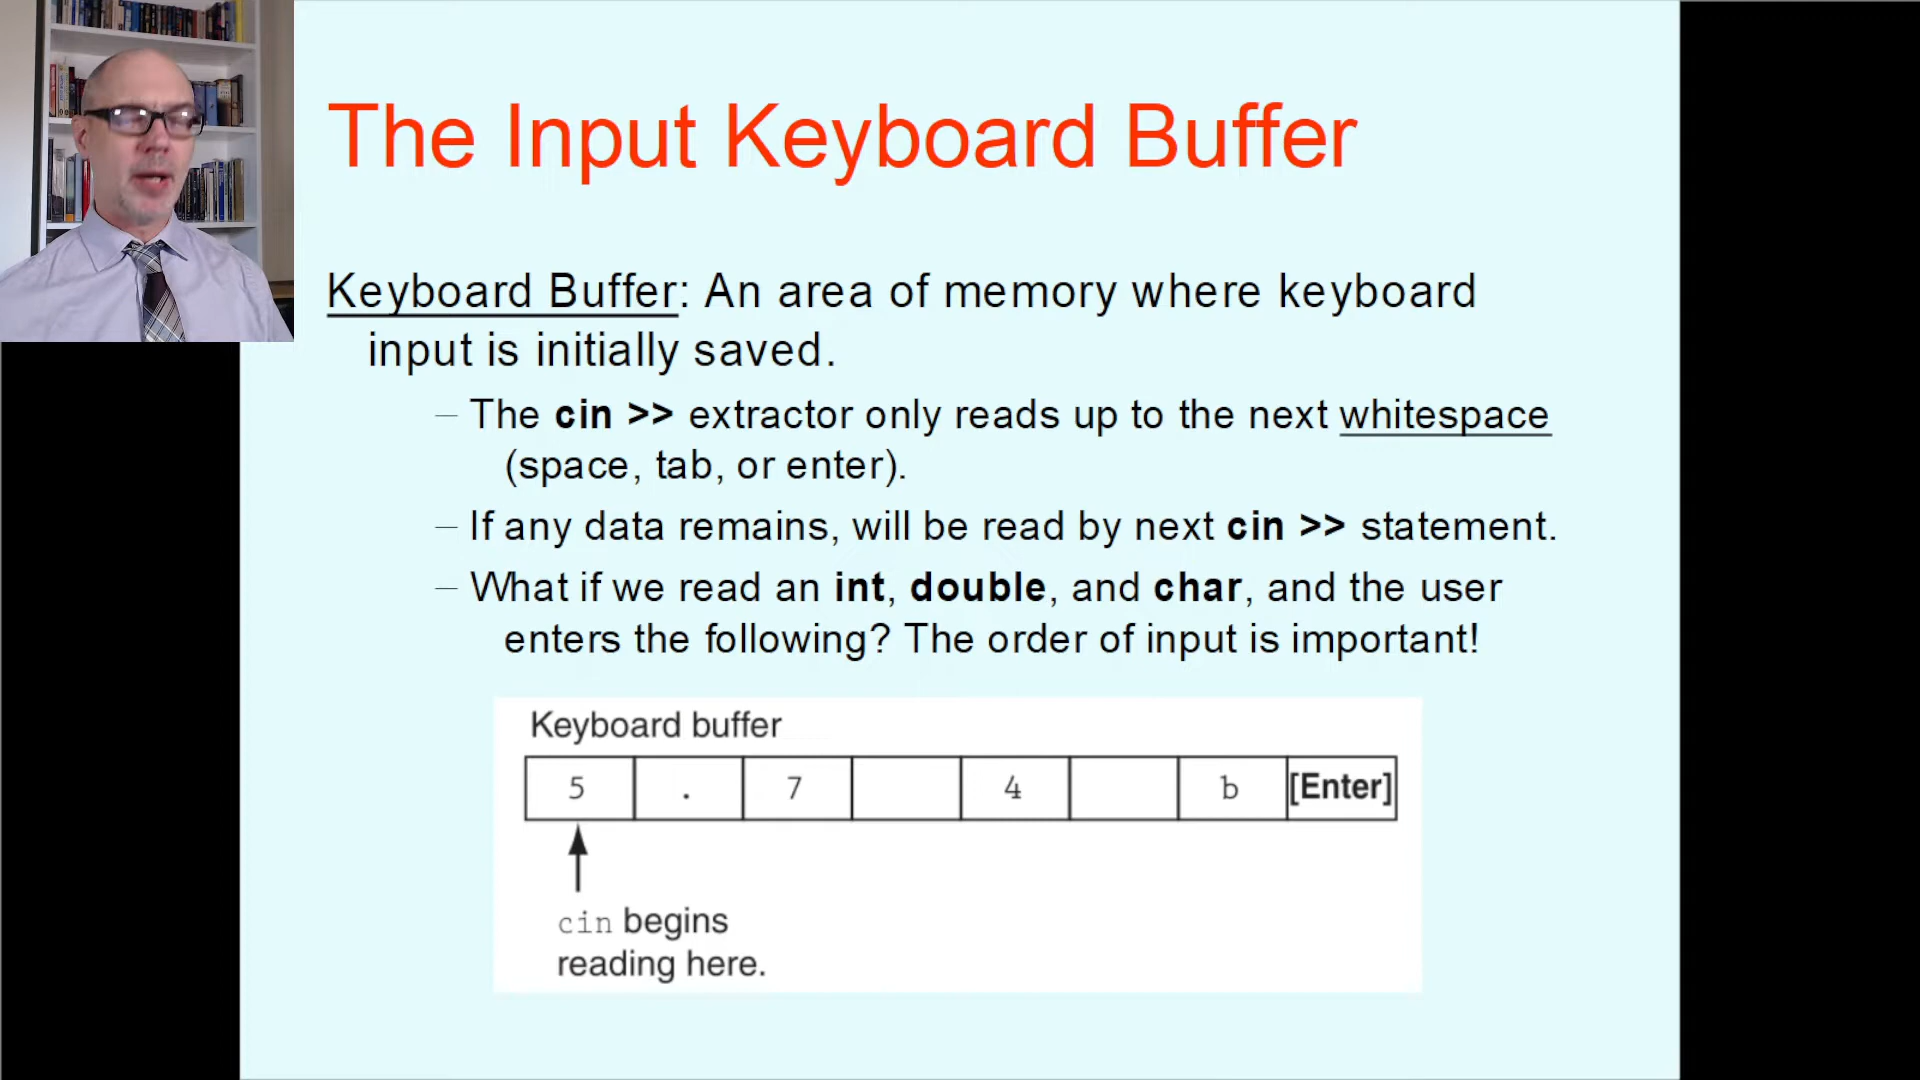 The Input Keyboard Buffer
Keyboard Buffer: An area of memory where keyboard
input is initially saved.
– The cin >> extractor only reads up to the next whitespace
(space, tab, or enter).
– If any data remains, will be read by next cin >> statement.
– What if we read an int, double, and char, and the user
enters the following? The order of input is important!
Keyboard buffer
5 . 7 4 b [Enter]
cin begins
reading here.